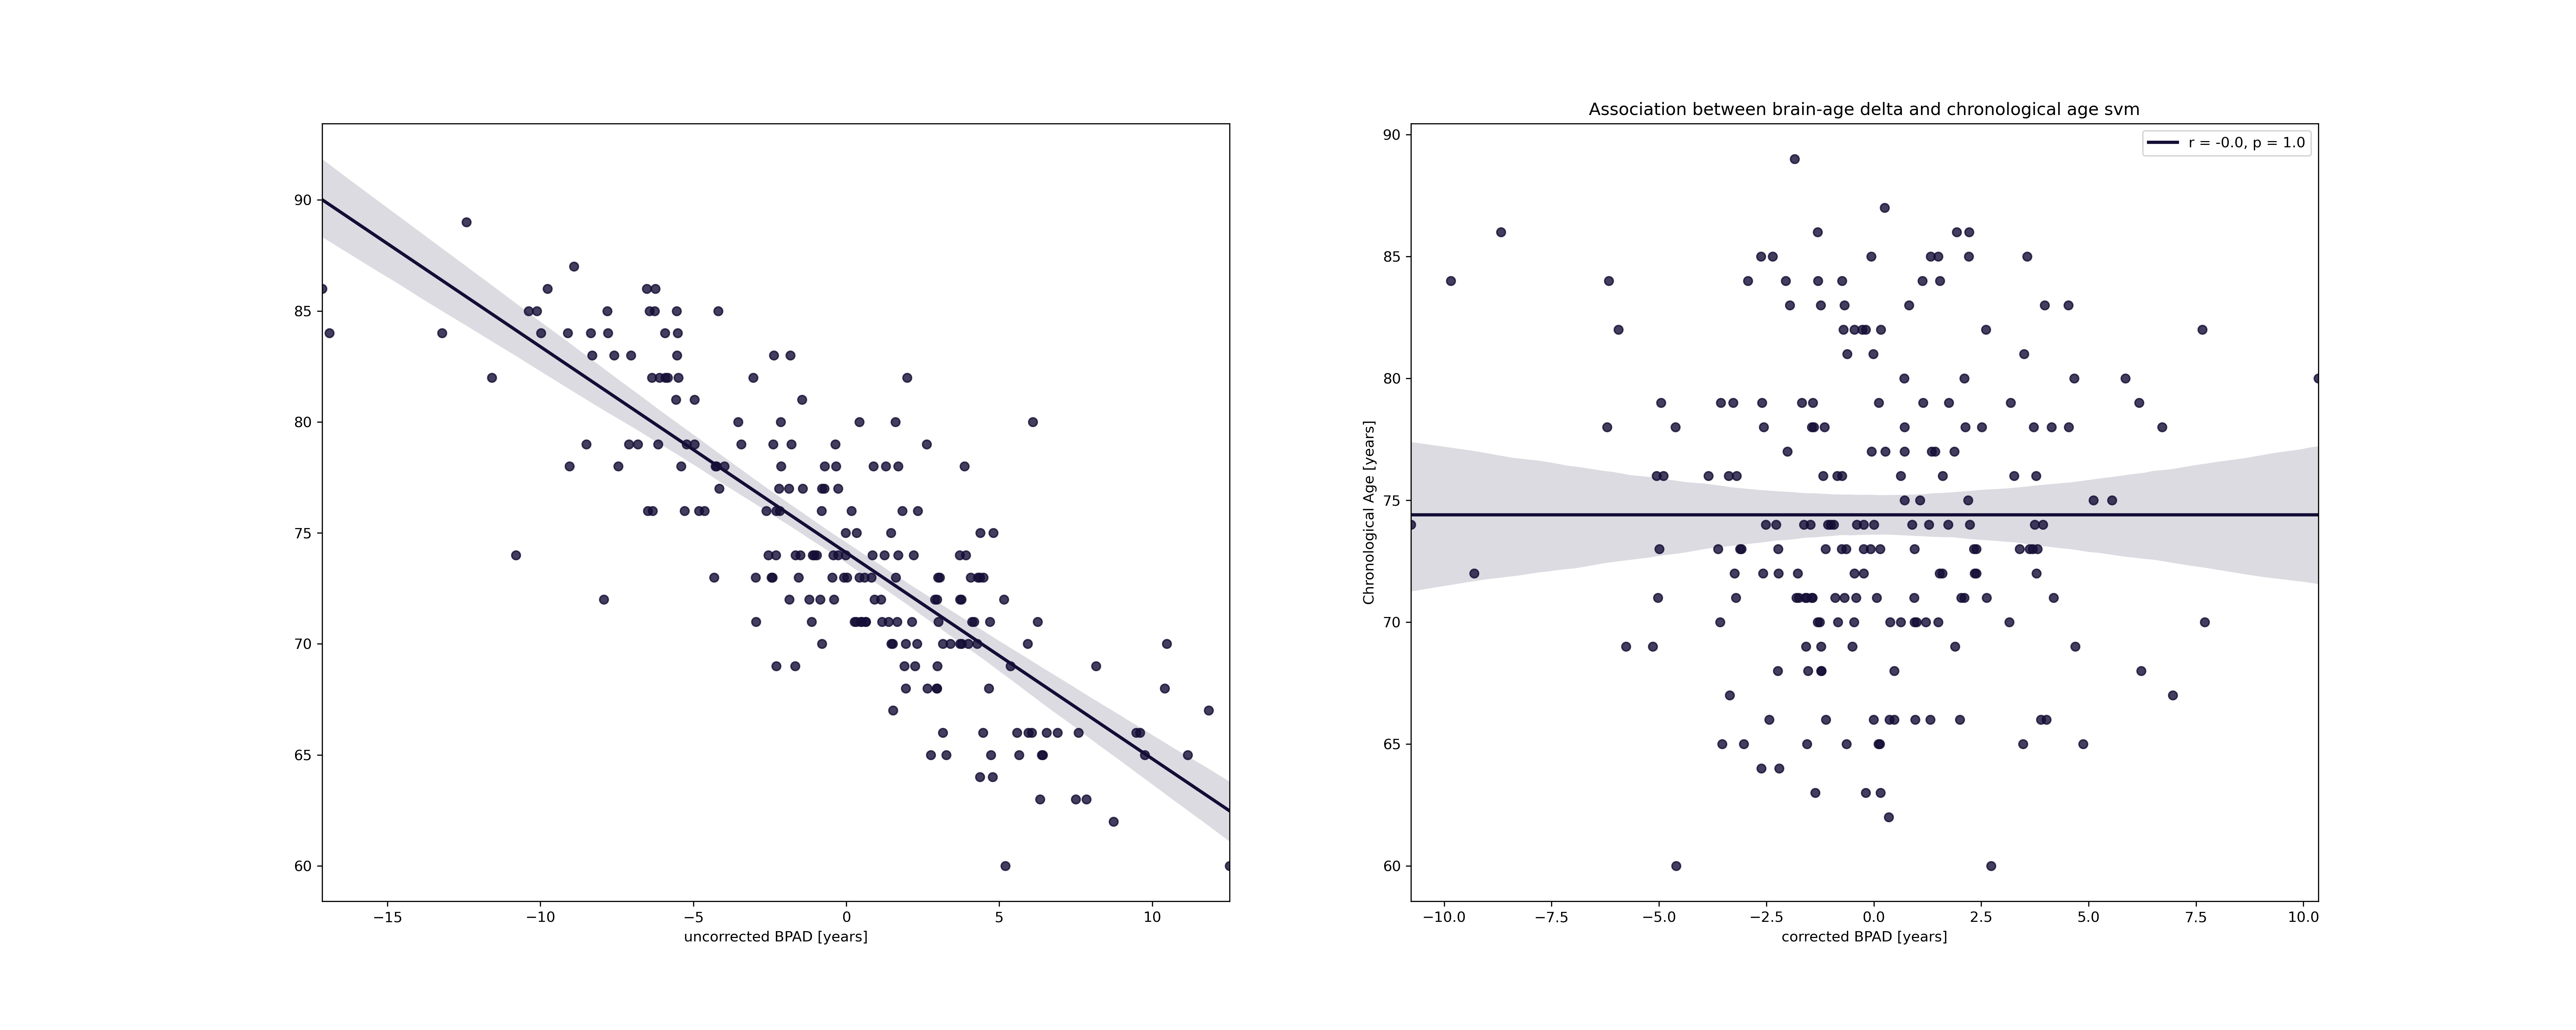 90
85
80
75
70
65
60
−15 −10 −5 0 5 10
uncorrected BPAD [years]
Association between brain-age delta and chronological age svm
r = -0.0, p = 1.0
Chronological Age [years]
90
85
80
75
70
65
60
−10.0 −7.5 −5.0 −2.5 0.0 2.5 5.0 7.5 10.0
corrected BPAD [years]